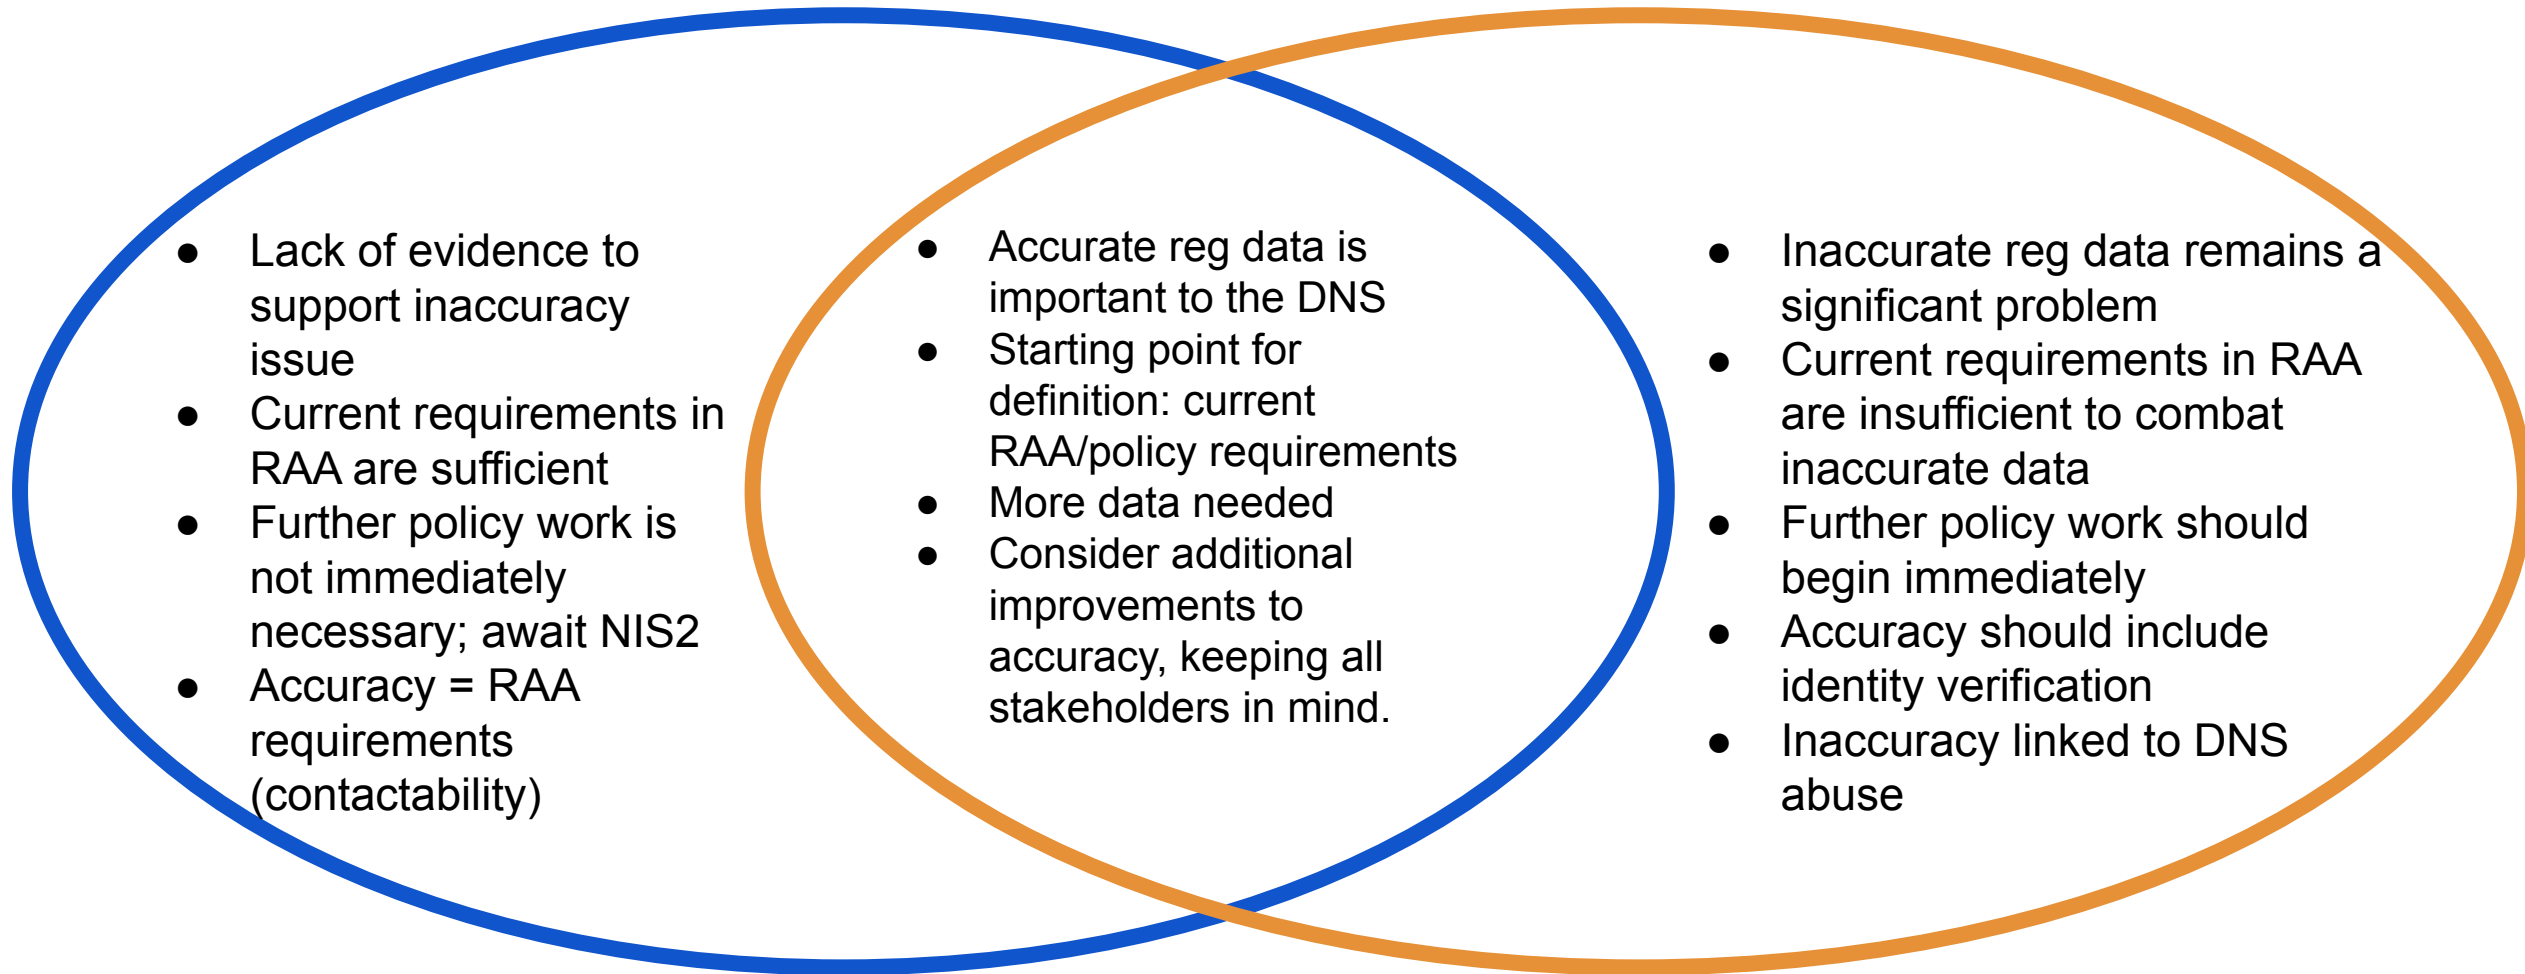 ● Lack of evidence to
support inaccuracy
issue
● Current requirements in
RAA are sufficient
● Further policy work is
not immediately
necessary; await NIS2
● Accuracy = RAA
requirements
(contactability)
● Accurate reg data is
important to the DNS
● Starting point for
definition: current
RAA/policy requirements
● More data needed
● Consider additional
improvements to
accuracy, keeping all
stakeholders in mind.
● Inaccurate reg data remains a
significant problem
● Current requirements in RAA
are insufficient to combat
inaccurate data
● Further policy work should
begin immediately
● Accuracy should include
identity verification
● Inaccuracy linked to DNS
abuse